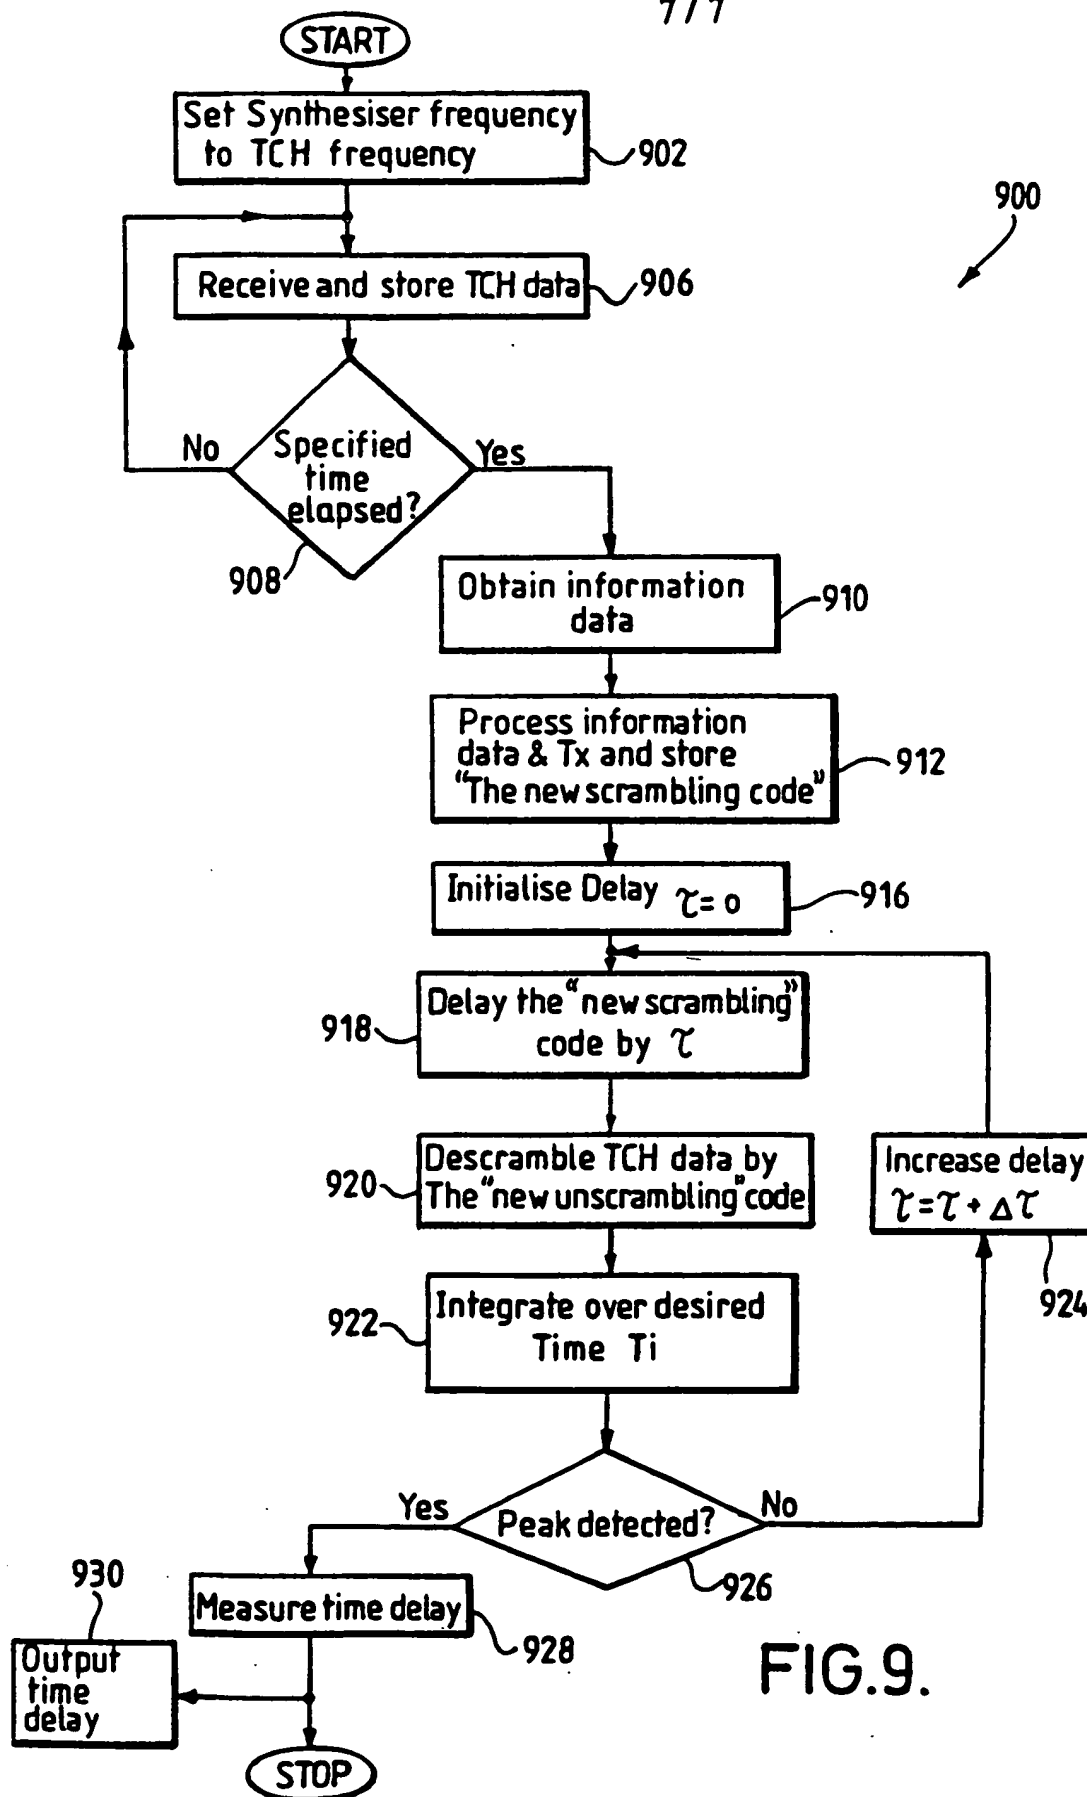 7/7
START
Set Synthesiser frequency
to TCH frequency
902
900
Receive and store TCH data
906
No
Specified
time
elapsed?
Yes
908
Obtain information
data
910
Process information
data & Tx and store
“The new scrambling code”
912
Initialise Delay τ= o
916
Delay the “new scrambling”
code by τ
918
Descramble TCH data by
The “new unscrambling” code
920
Increase delay
τ=τ + Δτ
924
Integrate over desired
Time Ti
922
Yes
Peak detected?
No
926
930
Measure time delay
928
Output
time
delay
STOP
FIG.9.